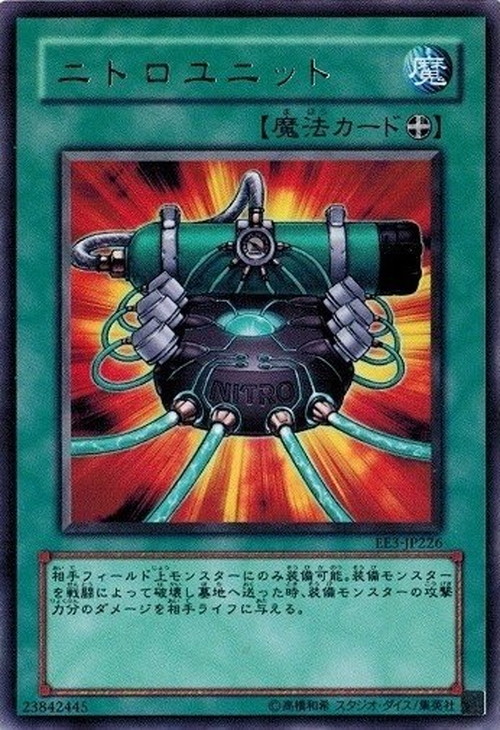 ニトロユニット
魔
【魔法カード】
NITRO
EE3-JP226
相手フィールド上モンスターにのみ装備可能。装備モンスター
を戦闘によって破壊し墓地へ送った時、装備モンスターの攻撃
力分のダメージを相手ライフに与える。
23842445
©高橋和希 スタジオ・ダイス/集英社